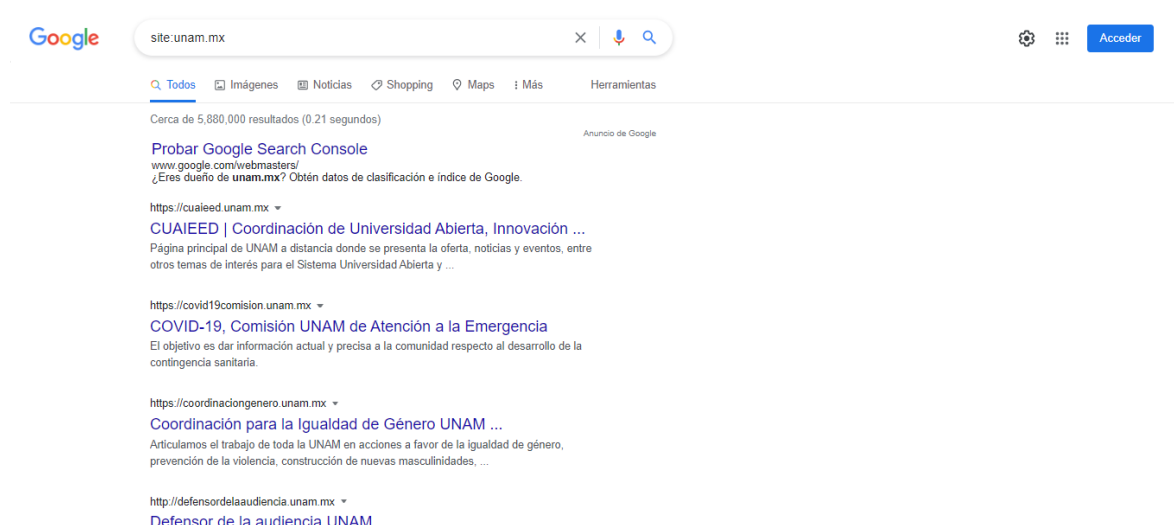 Google
site:unam.mx
Acceder
Todos Imágenes Noticias Shopping Maps Más Herramientas
Cerca de 5,880,000 resultados (0.21 segundos)
Anuncio de Google
Probar Google Search Console
www.google.com/webmasters/
¿Eres dueño de unam.mx? Obtén datos de clasificación e índice de Google.
https://cuaieed.unam.mx
CUAIEED | Coordinación de Universidad Abierta, Innovación ...
Página principal de UNAM a distancia donde se presenta la oferta, noticias y eventos, entre
otros temas de interés para el Sistema Universidad Abierta y ...
https://covid19comision.unam.mx
COVID-19, Comisión UNAM de Atención a la Emergencia
El objetivo es dar información actual y precisa a la comunidad respecto al desarrollo de la
contingencia sanitaria.
https://coordinaciongenero.unam.mx
Coordinación para la Igualdad de Género UNAM ...
Articulamos el trabajo de toda la UNAM en acciones a favor de la igualdad de género,
prevención de la violencia, construcción de nuevas masculinidades, ...
http://defensordelaaudiencia.unam.mx
Defensor de la audiencia UNAM